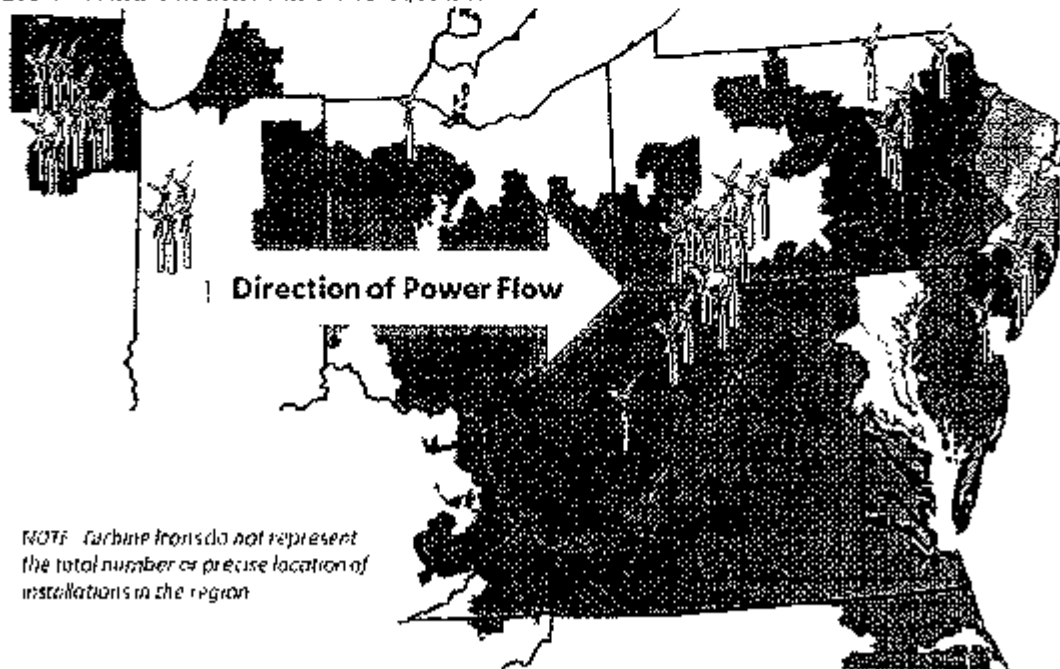 Direction of Power Flow
NOTE Turbine Icons do not represent
the total number or precise location of
installations in the region